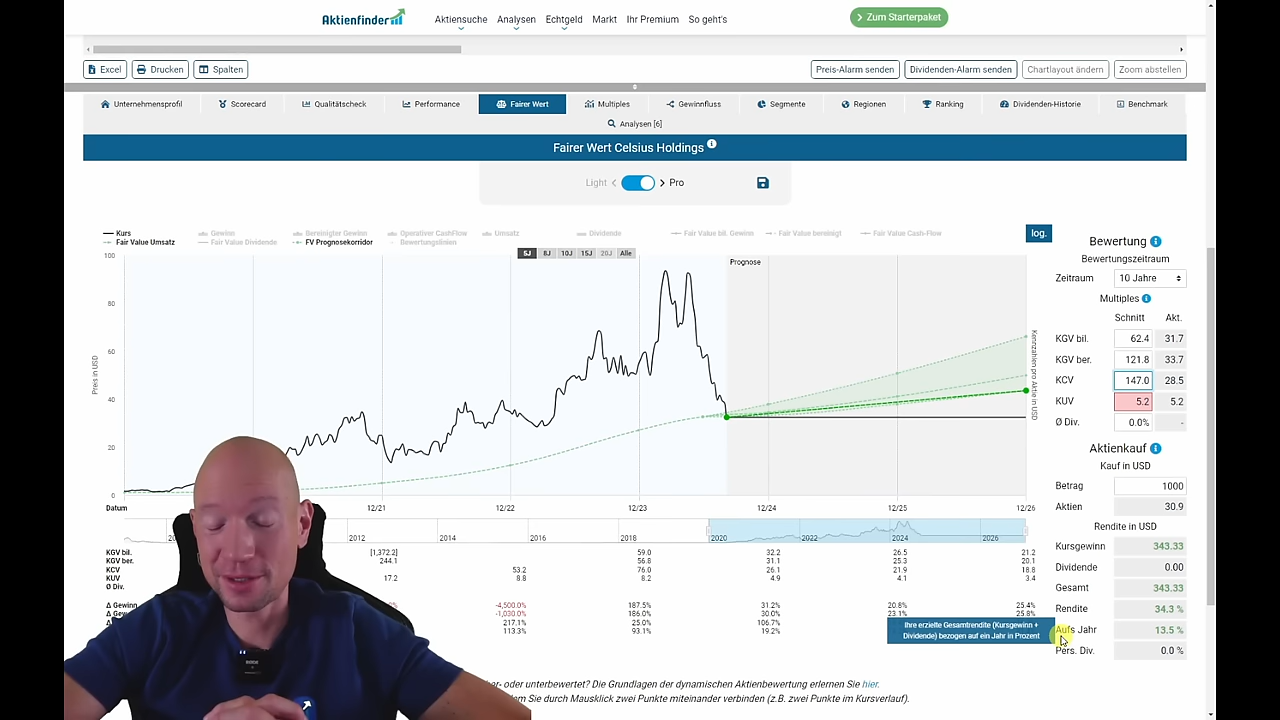 Aktienfinder
Aktiensuche Analysen Echtgeld Markt Ihr Premium So geht's
Zum Starterpaket
Excel Drucken Spalten
Preis-Alarm senden Dividenden-Alarm senden Chartlayout ändern Zoom abstellen
Unternehmensprofil Scorecard Qualitätscheck Performance Fairer Wert Multiples Gewinnfluss Segmente Regionen Ranking Dividenden-Historie Benchmark
Analysen [6]
Fairer Wert Celsius Holdings
Light < > Pro
Kurs Gewinn Bereinigter Gewinn Operativer CashFlow Umsatz Dividende Fair Value bil. Gewinn Fair Value bereinigt Fair Value Cash-Flow
Fair Value Umsatz Fair Value Dividende FV Prognosekorridor Bewertungslinien
log.
5J 8J 10J 15J 20J Alle
Prognose
Preis in USD
100
80
60
40
20
0
Kennzahlen pro Aktie in USD
Datum 12/21 12/22 12/23 12/24 12/25 12/26
2012 2014 2016 2018 2020 2022 2024 2026
KGV bil. [1,372.2] 59.0 32.2 26.5 21.2
KGV ber. 244.1 56.8 31.1 25.3 20.1
KCV 53.2 76.0 26.1 21.9 18.8
KUV 17.2 8.8 8.2 4.9 4.1 3.4
Ø Div.
Δ Gewinn -4,500.0% 187.5% 31.2% 20.8% 25.4%
-1,030.0% 186.0% 30.0% 23.1% 25.8%
217.1% 25.0% 106.7%
113.3% 93.1% 19.2%
Ihre erzielte Gesamtrendite (Kursgewinn +
Dividende) bezogen auf ein Jahr in Prozent
Bewertung
Bewertungszeitraum
Zeitraum 10 Jahre
Multiples
Schnitt Akt.
KGV bil. 62.4 31.7
KGV ber. 121.8 33.7
KCV 147.0 28.5
KUV 5.2 5.2
Ø Div. 0.0% -
Aktienkauf
Kauf in USD
Betrag 1000
Aktien 30.9
Rendite in USD
Kursgewinn 343.33
Dividende 0.00
Gesamt 343.33
Rendite 34.3 %
Aufs Jahr 13.5 %
Pers. Div. 0.0 %
oder unterbewertet? Die Grundlagen der dynamischen Aktienbewertung erlernen Sie hier.
Sie durch Mausklick zwei Punkte miteinander verbinden (z.B. zwei Punkte im Kursverlauf).